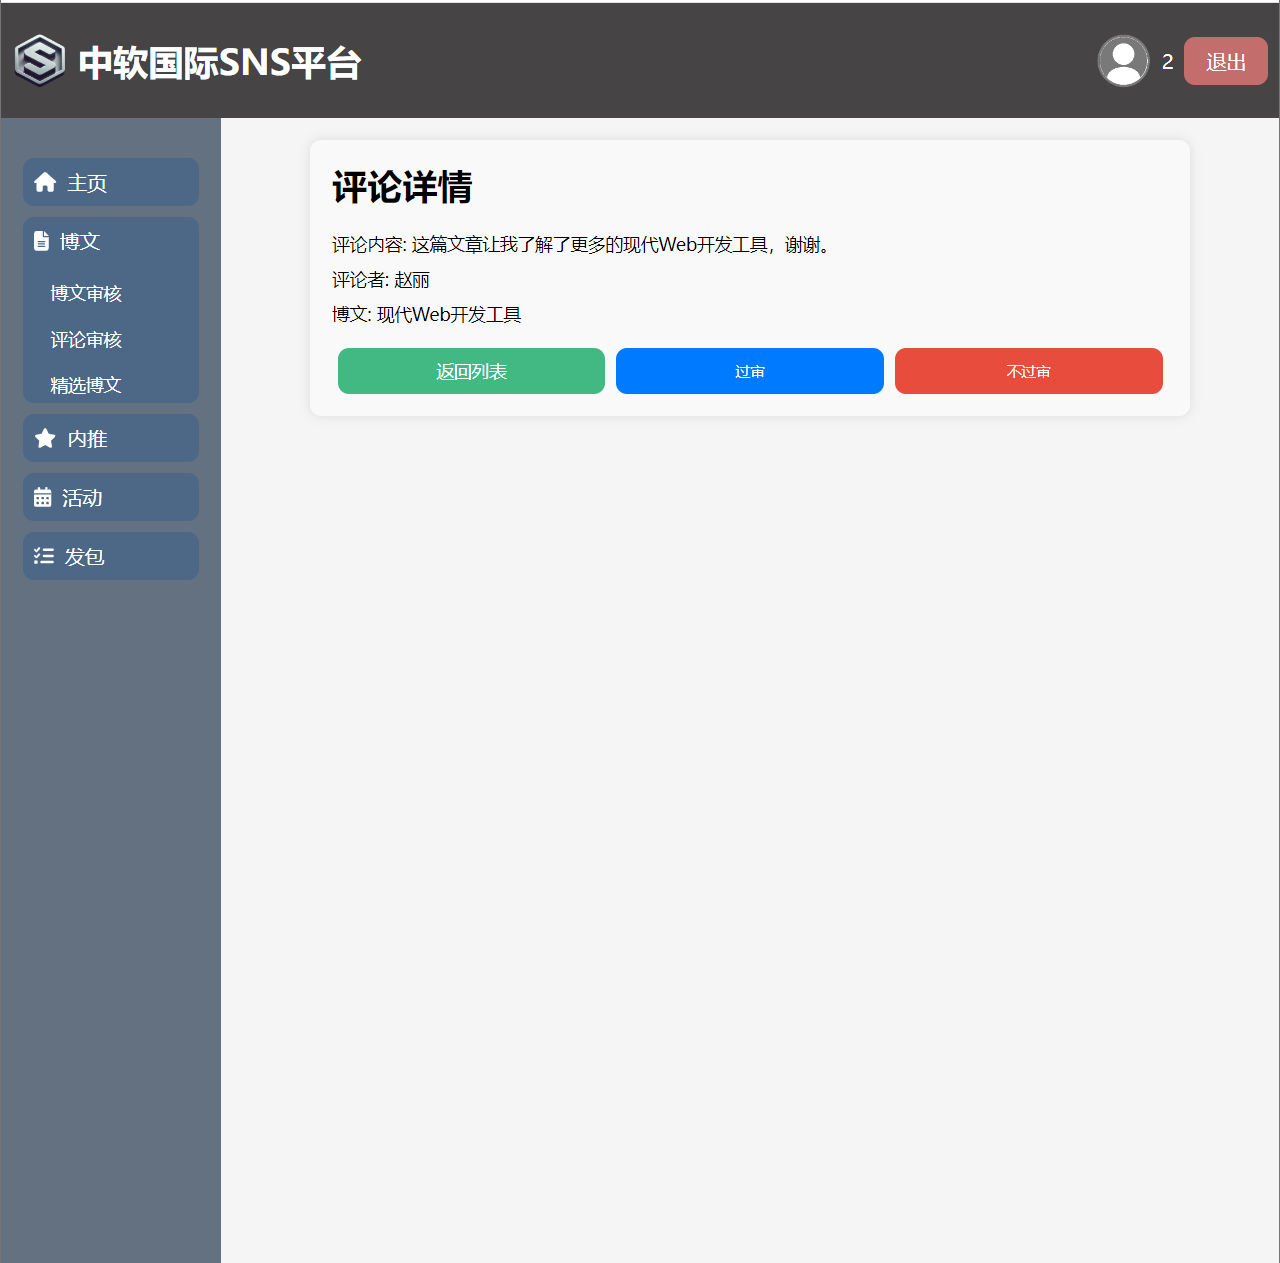 中软国际SNS平台
2
退出
主页
博文
博文审核
评论审核
精选博文
内推
活动
发包
评论详情
评论内容: 这篇文章让我了解了更多的现代Web开发工具，谢谢。
评论者: 赵丽
博文: 现代Web开发工具
返回列表
过审
不过审